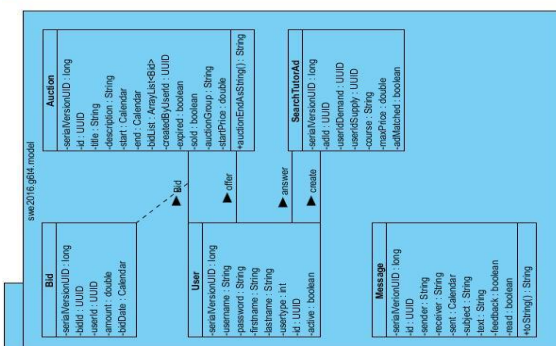 swe2016.g6t4.model
Bid
-serialVersionUID : long
-bidId : UUID
-userId : UUID
-amount : double
-bidDate : Calendar
Auction
-serialVersionUID : long
-id : UUID
-title : String
-description : String
-start : Calendar
-end : Calendar
-bidList : ArrayList<Bid>
-createdByUserId : UUID
-expired : boolean
-sold : boolean
-auctionGroup : String
-startPrice : double
+auctionEndAsString() : String
Bid
offer
answer
create
User
-serialVersionUID : long
-username : String
-password : String
-firstname : String
-lastname : String
-usertype : int
-id : UUID
-active : boolean
SearchTutorAd
-serialVersionUID : long
-adId : UUID
-userIdDemand : UUID
-userIdSupply : UUID
-course : String
-maxPrice : double
-adMatched : boolean
Message
-serialVerionUID : long
-id : UUID
-sender : String
-receiver : String
-sent : Calendar
-subject : String
-text : String
-feedback : boolean
-read : boolean
+toString() : String